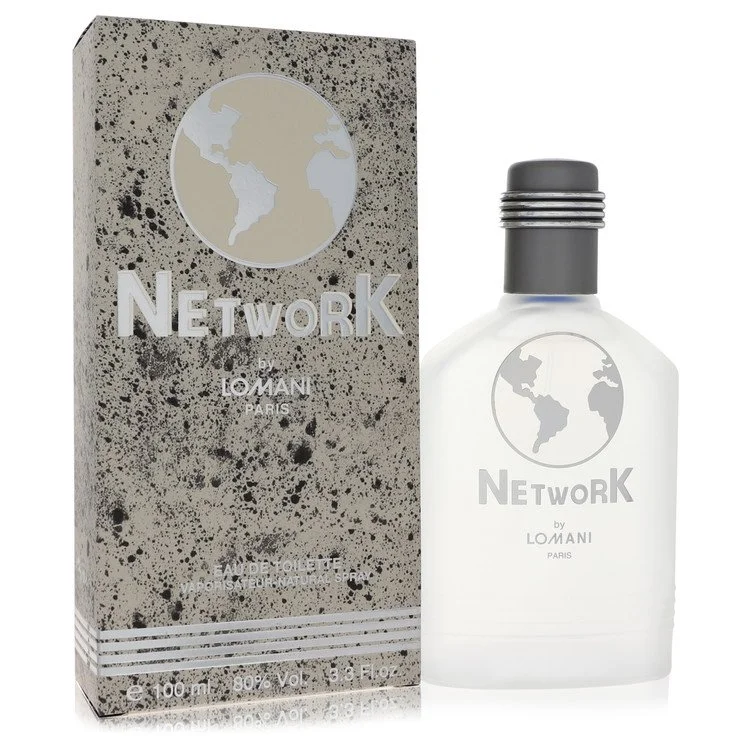 NETWORK
by
LOMANI
PARIS
EAU DE TOILETTE
VAPORISATEUR-NATURAL SPRAY
e 100 ml. 80% Vol. 3.3 Fl.oz
NETWORK
by
LOMANI
PARIS